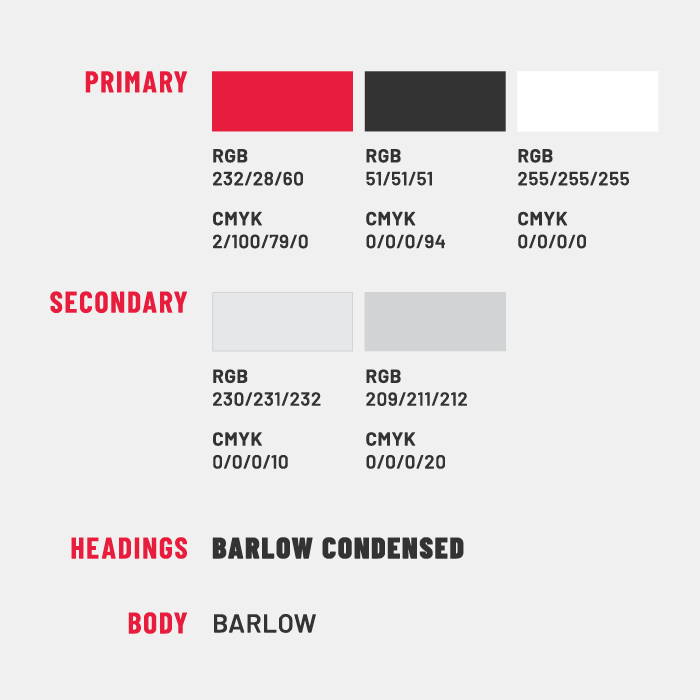 PRIMARY
RGB RGB RGB
232/28/60 51/51/51 255/255/255
CMYK CMYK CMYK
2/100/79/0 0/0/0/94 0/0/0/0
SECONDARY
RGB RGB
230/231/232 209/211/212
CMYK CMYK
0/0/0/10 0/0/0/20
HEADINGS BARLOW CONDENSED
BODY BARLOW